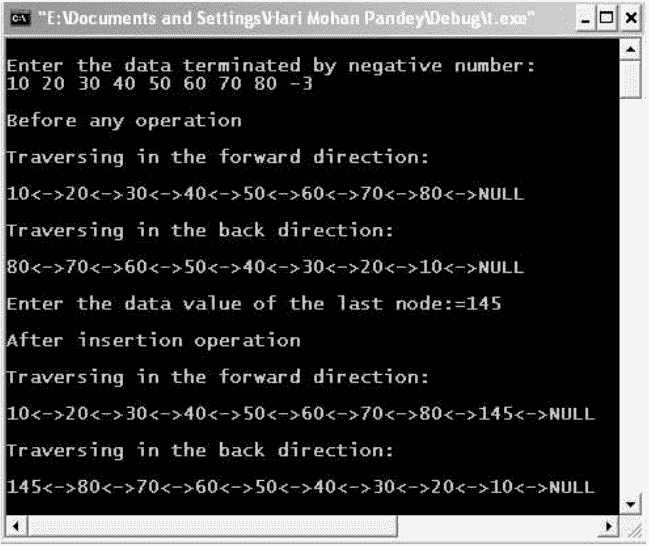 "E:\Documents and Settings\Hari Mohan Pandey\Debug\t.exe"
Enter the data terminated by negative number:
10 20 30 40 50 60 70 80 -3
Before any operation
Traversing in the forward direction:
10<->20<->30<->40<->50<->60<->70<->80<->NULL
Traversing in the back direction:
80<->70<->60<->50<->40<->30<->20<->10<->NULL
Enter the data value of the last node:=145
After insertion operation
Traversing in the forward direction:
10<->20<->30<->40<->50<->60<->70<->80<->145<->NULL
Traversing in the back direction:
145<->80<->70<->60<->50<->40<->30<->20<->10<->NULL